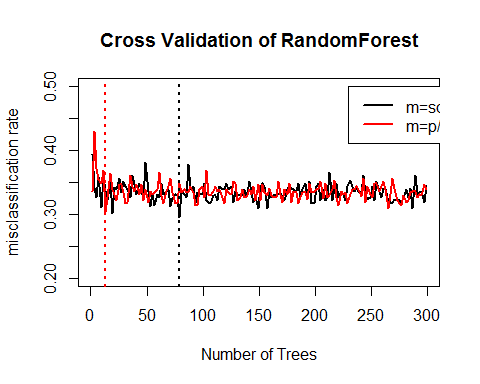 Cross Validation of RandomForest
misclassification rate
0.50
0.40
0.30
0.20
m=
m=p/
0 50 100 150 200 250 300
Number of Trees